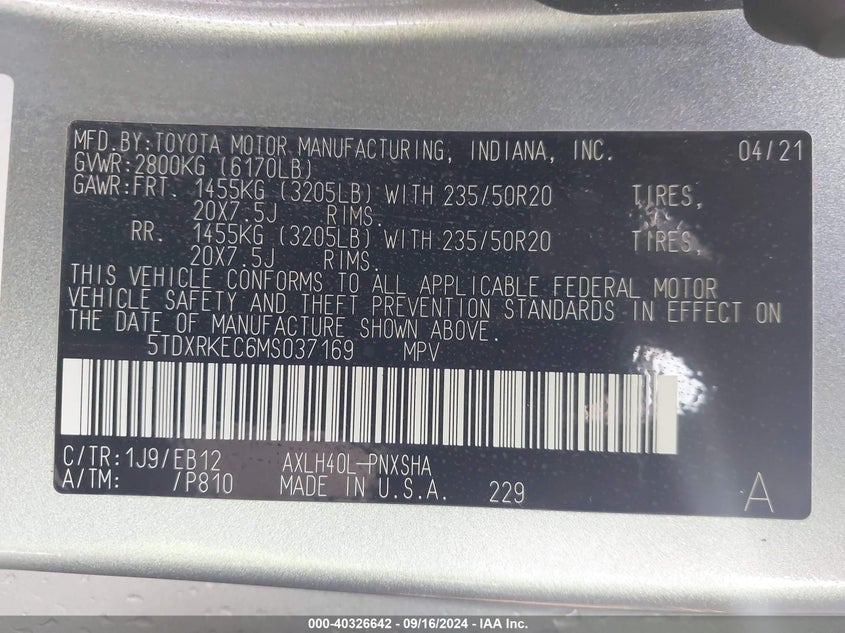 MFD.BY:TOYOTA MOTOR MANUFACTURING, INDIANA, INC. 04/21
GVWR:2800KG (6170LB)
GAWR:FRT. 1455KG (3205LB) WITH 235/50R20 TIRES,
20X7.5J RIMS.
RR. 1455KG (3205LB) WITH 235/50R20 TIRES,
20X7.5J RIMS.
THIS VEHICLE CONFORMS TO ALL APPLICABLE FEDERAL MOTOR
VEHICLE SAFETY AND THEFT PREVENTION STANDARDS IN EFFECT ON
THE DATE OF MANUFACTURE SHOWN ABOVE.
5TDXRKEC6MS037169 MPV
C/TR:1J9/EB12 AXLH40L-PNXSHA
A/TM: /P810 MADE IN U.S.A. 229 A
000-40326642 - 09/16/2024 - IAA Inc.